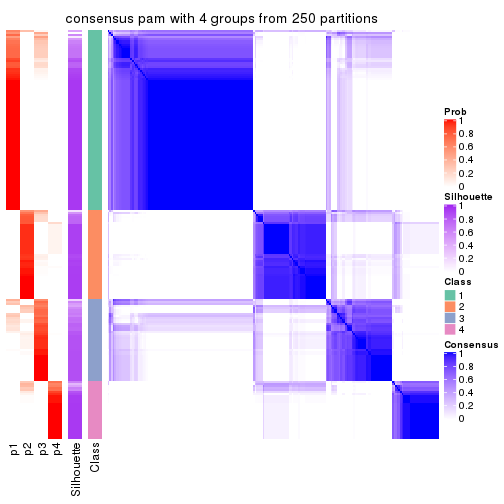 consensus pam with 4 groups from 250 partitions
Prob
1
0.8
0.6
0.4
0.2
0
Silhouette
1
0.8
0.6
0.4
0.2
0
Class
1
2
3
4
Consensus
1
0.8
0.6
0.4
0.2
0
p1
p2
p3
p4
Silhouette
Class